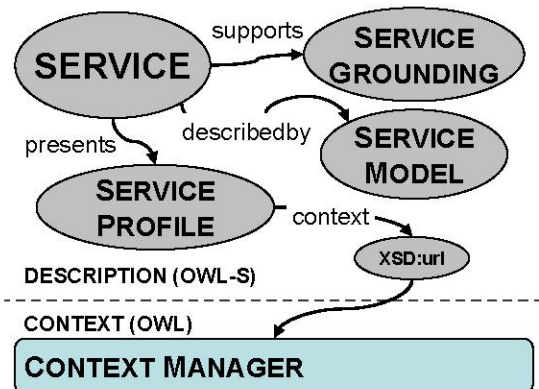 SERVICE
supports
SERVICE
GROUNDING
describedby
SERVICE
MODEL
presents
SERVICE
PROFILE
context
XSD:url
DESCRIPTION (OWL-S)
CONTEXT (OWL)
CONTEXT MANAGER